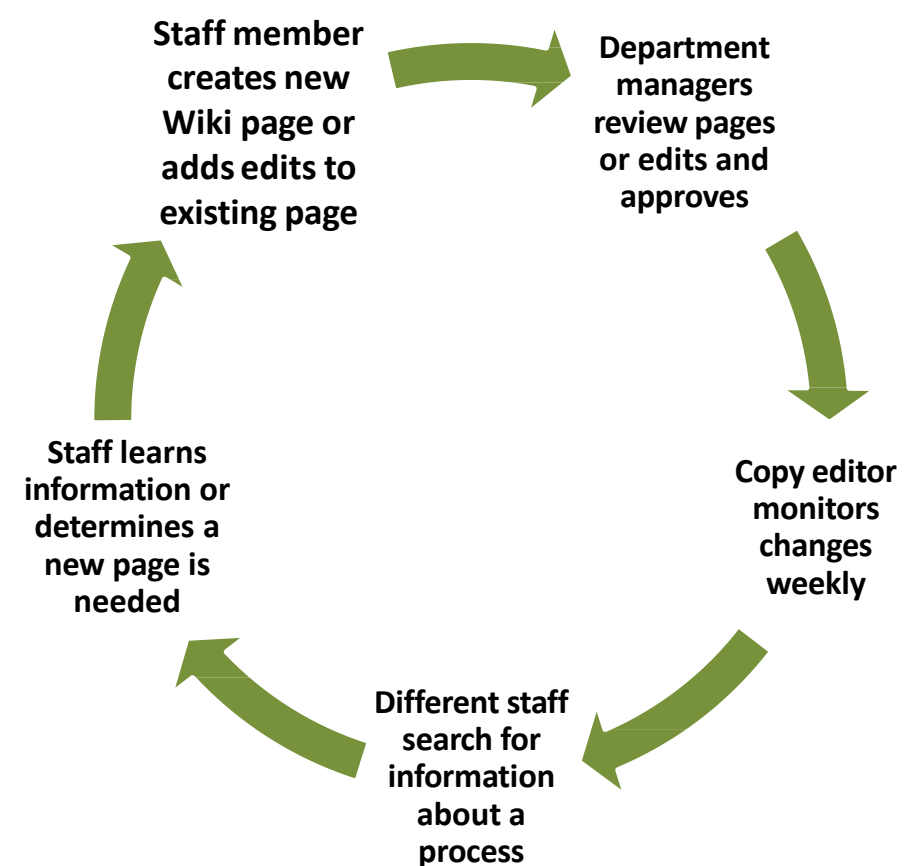 Staff member
creates new
Wiki page or
adds edits to
existing page
Department
managers
review pages
or edits and
approves
Copy editor
monitors
changes
weekly
Different staff
search for
information
about a
process
Staff learns
information or
determines a
new page is
needed